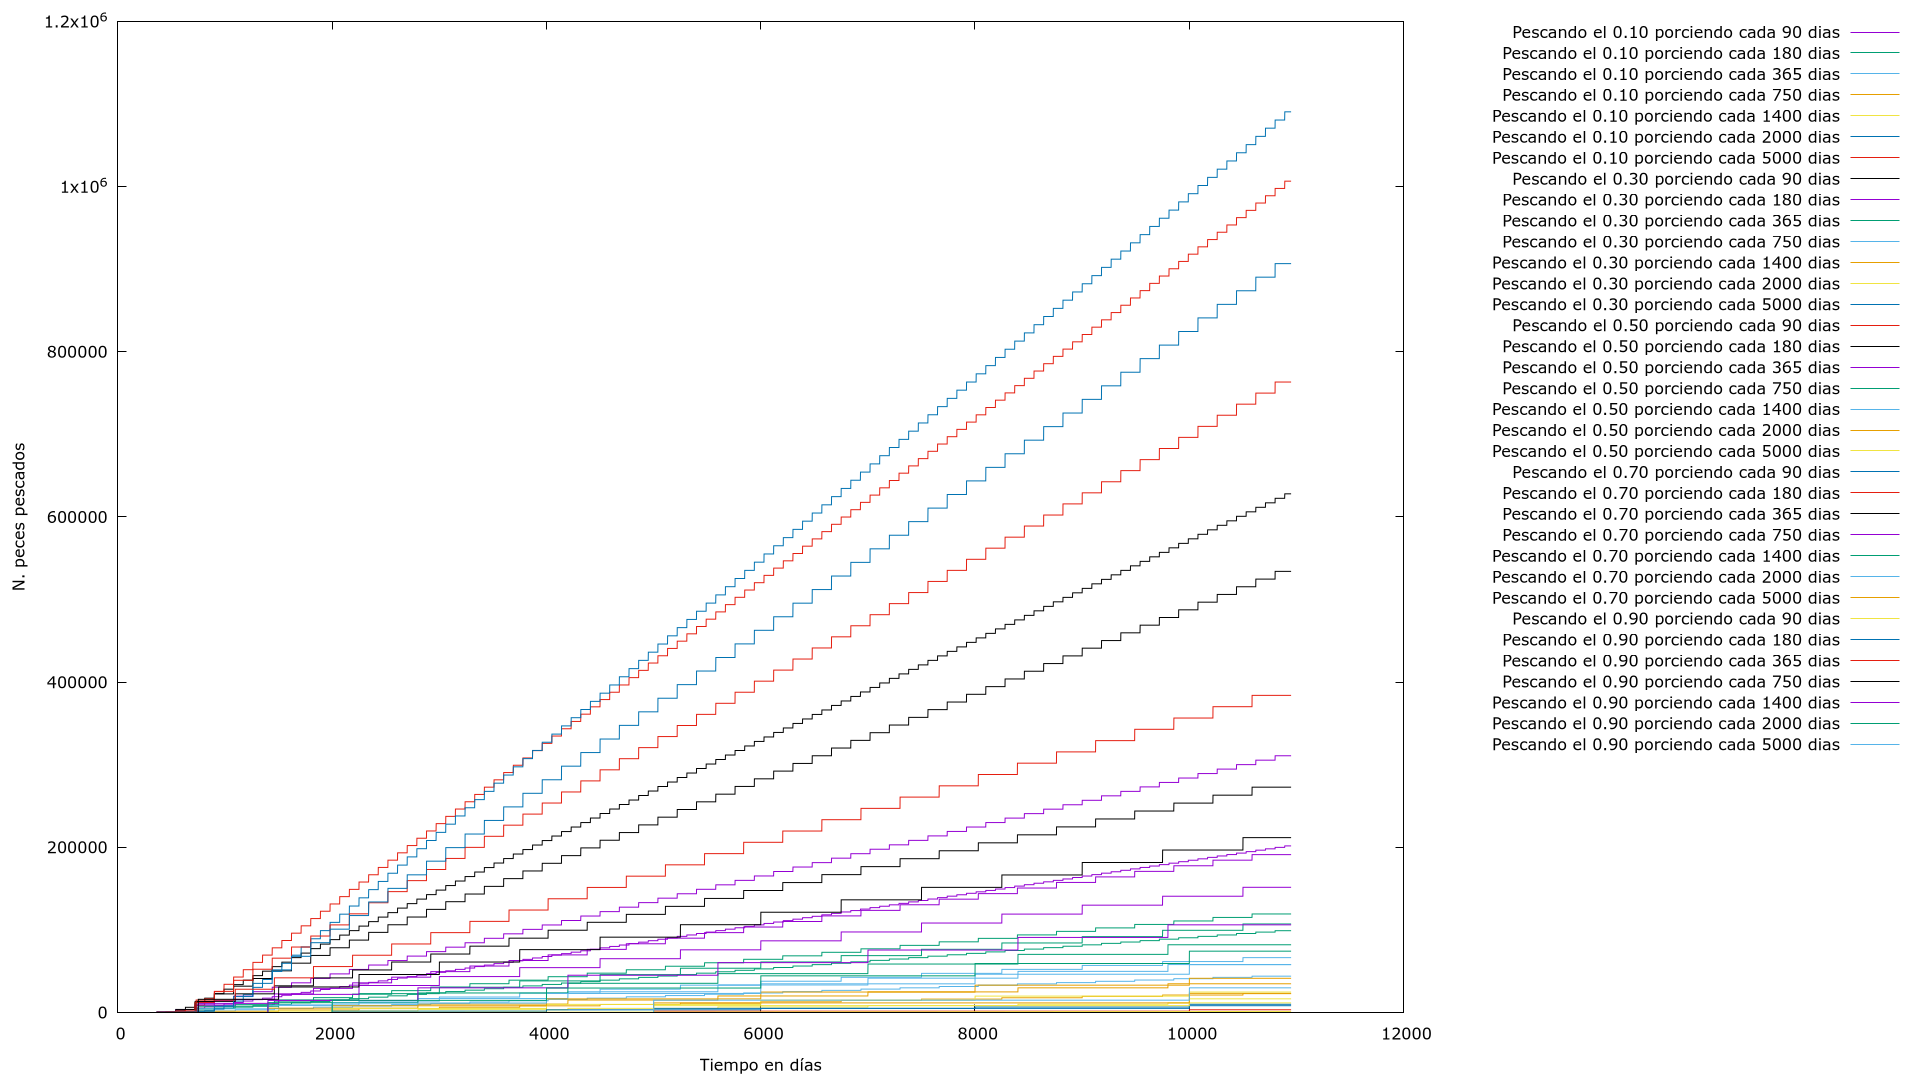 1.2x10⁶
1x10⁶
800000
600000
400000
200000
0
0 2000 4000 6000 8000 10000 12000
N. peces pescados
Tiempo en días
Pescando el 0.10 porciendo cada 90 dias
Pescando el 0.10 porciendo cada 180 dias
Pescando el 0.10 porciendo cada 365 dias
Pescando el 0.10 porciendo cada 750 dias
Pescando el 0.10 porciendo cada 1400 dias
Pescando el 0.10 porciendo cada 2000 dias
Pescando el 0.10 porciendo cada 5000 dias
Pescando el 0.30 porciendo cada 90 dias
Pescando el 0.30 porciendo cada 180 dias
Pescando el 0.30 porciendo cada 365 dias
Pescando el 0.30 porciendo cada 750 dias
Pescando el 0.30 porciendo cada 1400 dias
Pescando el 0.30 porciendo cada 2000 dias
Pescando el 0.30 porciendo cada 5000 dias
Pescando el 0.50 porciendo cada 90 dias
Pescando el 0.50 porciendo cada 180 dias
Pescando el 0.50 porciendo cada 365 dias
Pescando el 0.50 porciendo cada 750 dias
Pescando el 0.50 porciendo cada 1400 dias
Pescando el 0.50 porciendo cada 2000 dias
Pescando el 0.50 porciendo cada 5000 dias
Pescando el 0.70 porciendo cada 90 dias
Pescando el 0.70 porciendo cada 180 dias
Pescando el 0.70 porciendo cada 365 dias
Pescando el 0.70 porciendo cada 750 dias
Pescando el 0.70 porciendo cada 1400 dias
Pescando el 0.70 porciendo cada 2000 dias
Pescando el 0.70 porciendo cada 5000 dias
Pescando el 0.90 porciendo cada 90 dias
Pescando el 0.90 porciendo cada 180 dias
Pescando el 0.90 porciendo cada 365 dias
Pescando el 0.90 porciendo cada 750 dias
Pescando el 0.90 porciendo cada 1400 dias
Pescando el 0.90 porciendo cada 2000 dias
Pescando el 0.90 porciendo cada 5000 dias